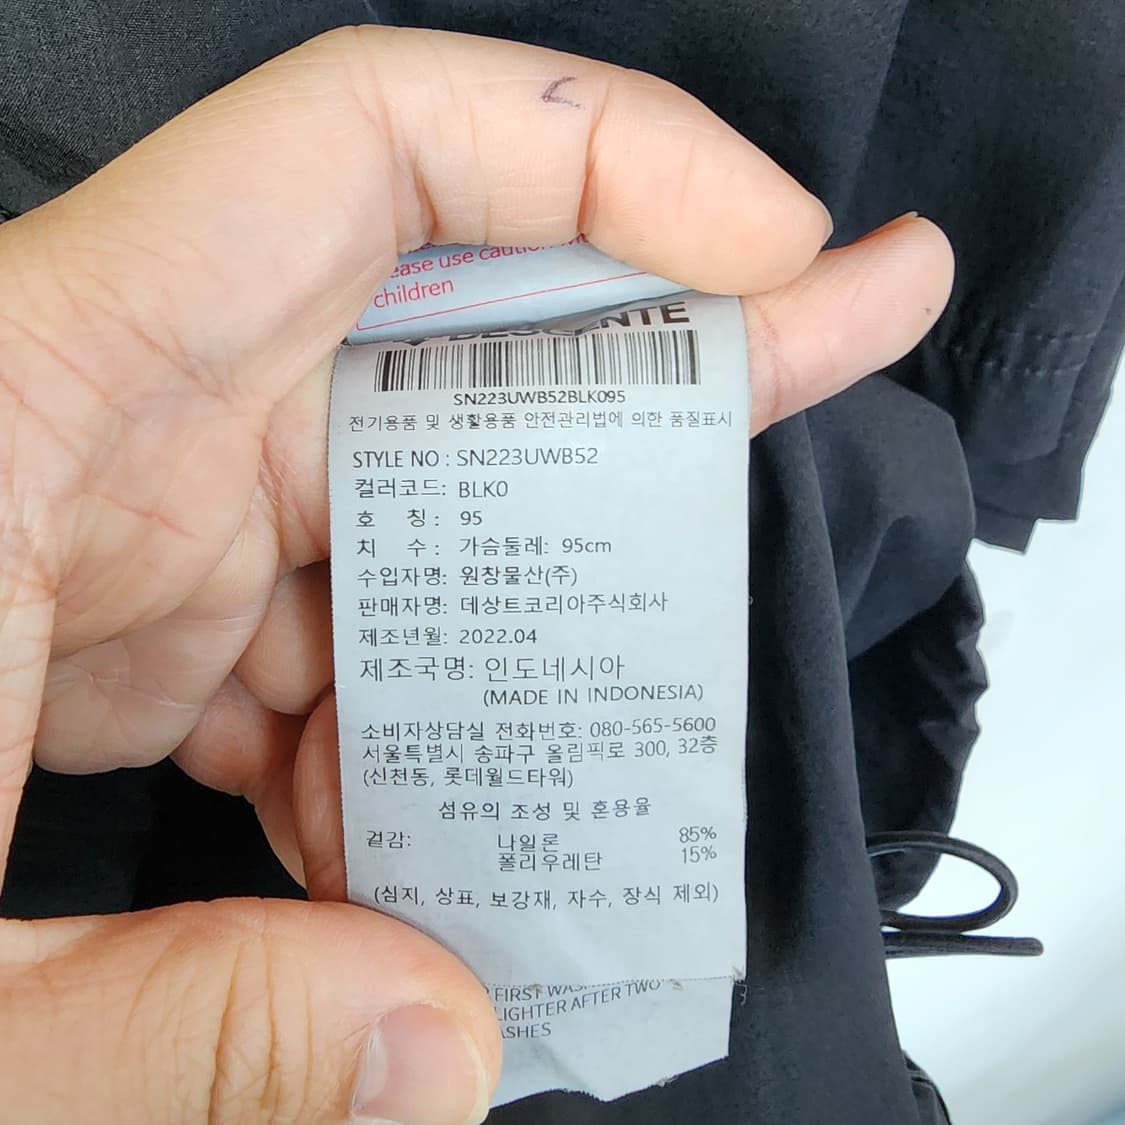 ease use caution
children
DESCENTE
SN223UWB52BLK095
전기용품 및 생활용품 안전관리법에 의한 품질표시
STYLE NO : SN223UWB52
컬러코드: BLK0
호 칭 : 95
치 수 : 가슴둘레: 95cm
수입자명: 원창물산(주)
판매자명: 데상트코리아주식회사
제조년월: 2022.04
제조국명: 인도네시아
(MADE IN INDONESIA)
소비자상담실 전화번호: 080-565-5600
서울특별시 송파구 올림픽로 300, 32층
(신천동, 롯데월드타워)
섬유의 조성 및 혼용율
겉감: 나일론 85%
폴리우레탄 15%
(심지, 상표, 보강재, 자수, 장식 제외)
FIRST
LIGHTER AFTER TWO
ASHES